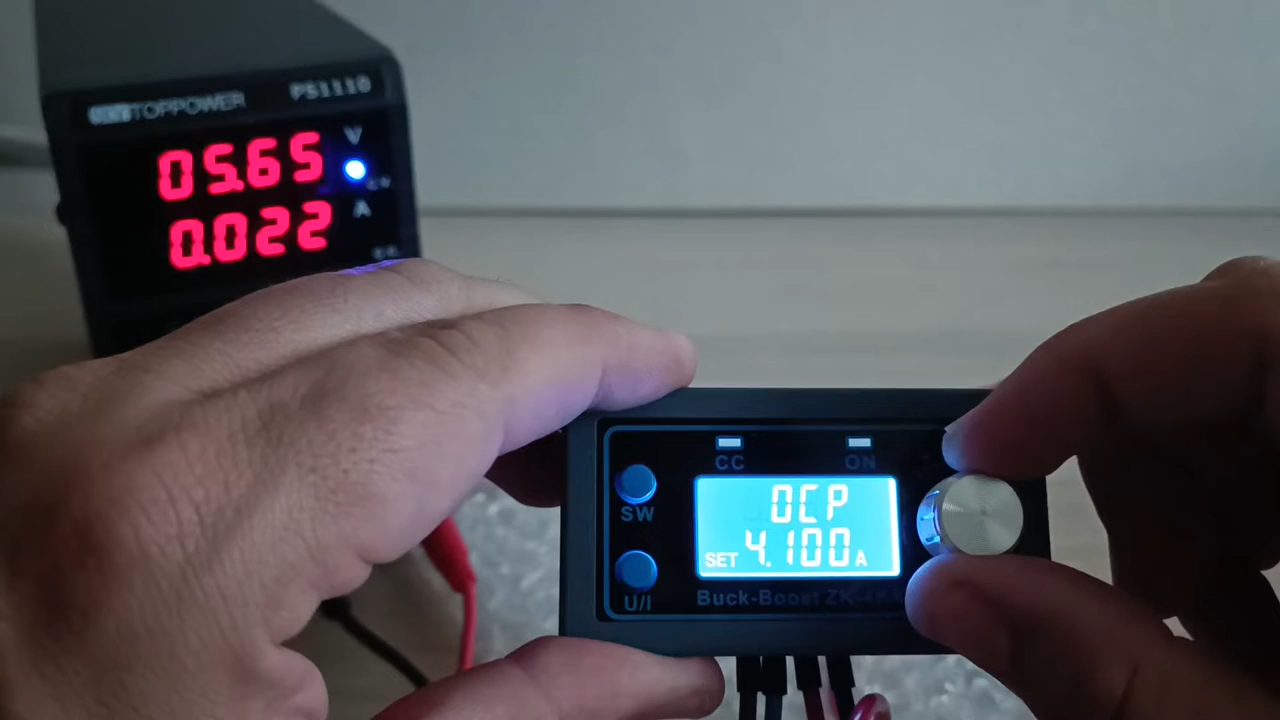 TOPPOWER PS1110
05.65 V
0.022 A
CC ON
SW
OCP
SET 4.100 A
U/I
Buck-Boost